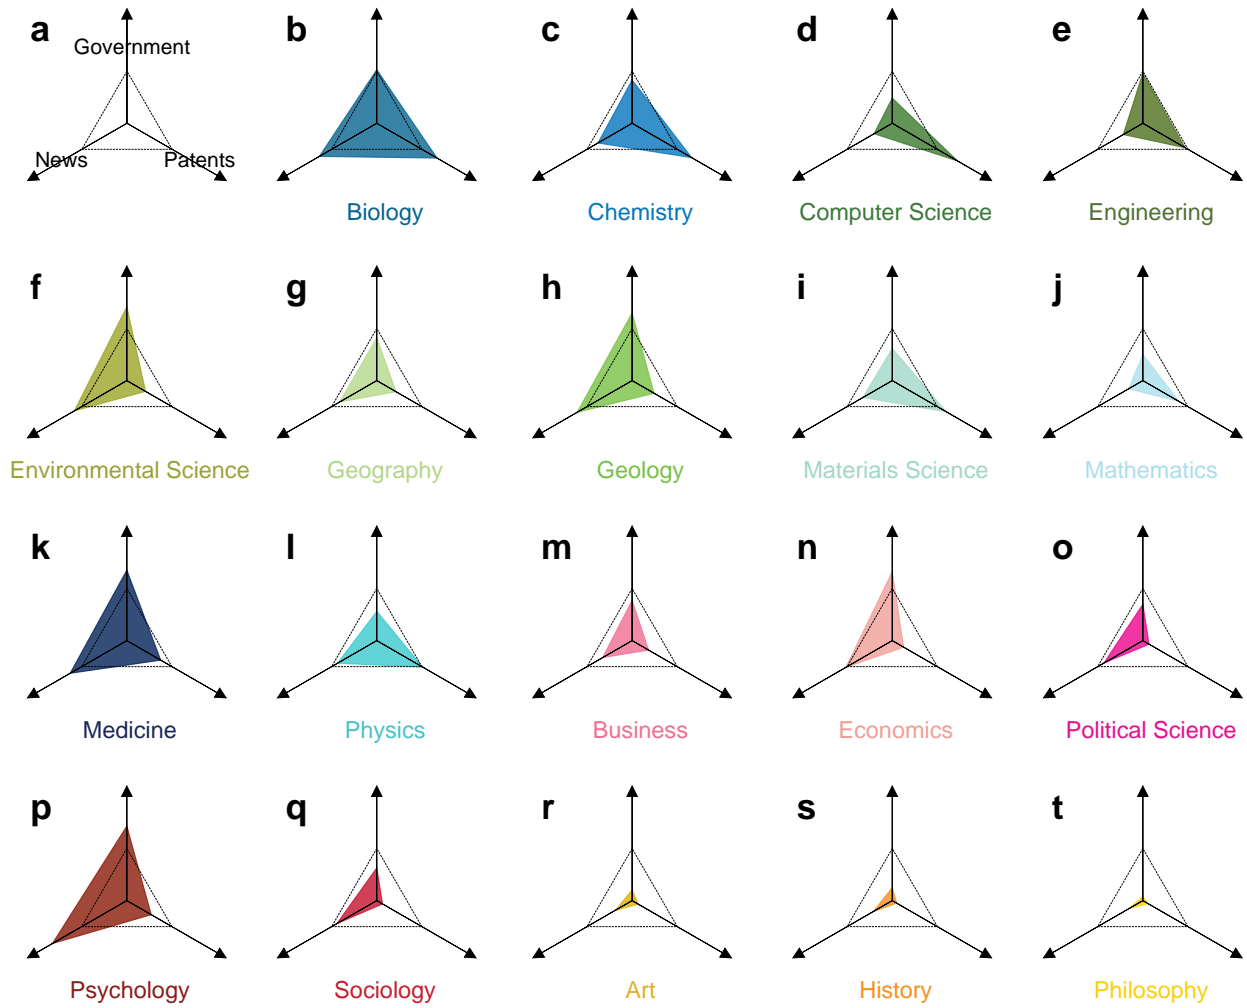 a
Government
News
Patents
b
Biology
c
Chemistry
d
Computer Science
e
Engineering
f
Environmental Science
g
Geography
h
Geology
i
Materials Science
j
Mathematics
k
Medicine
l
Physics
m
Business
n
Economics
o
Political Science
p
Psychology
q
Sociology
r
Art
s
History
t
Philosophy